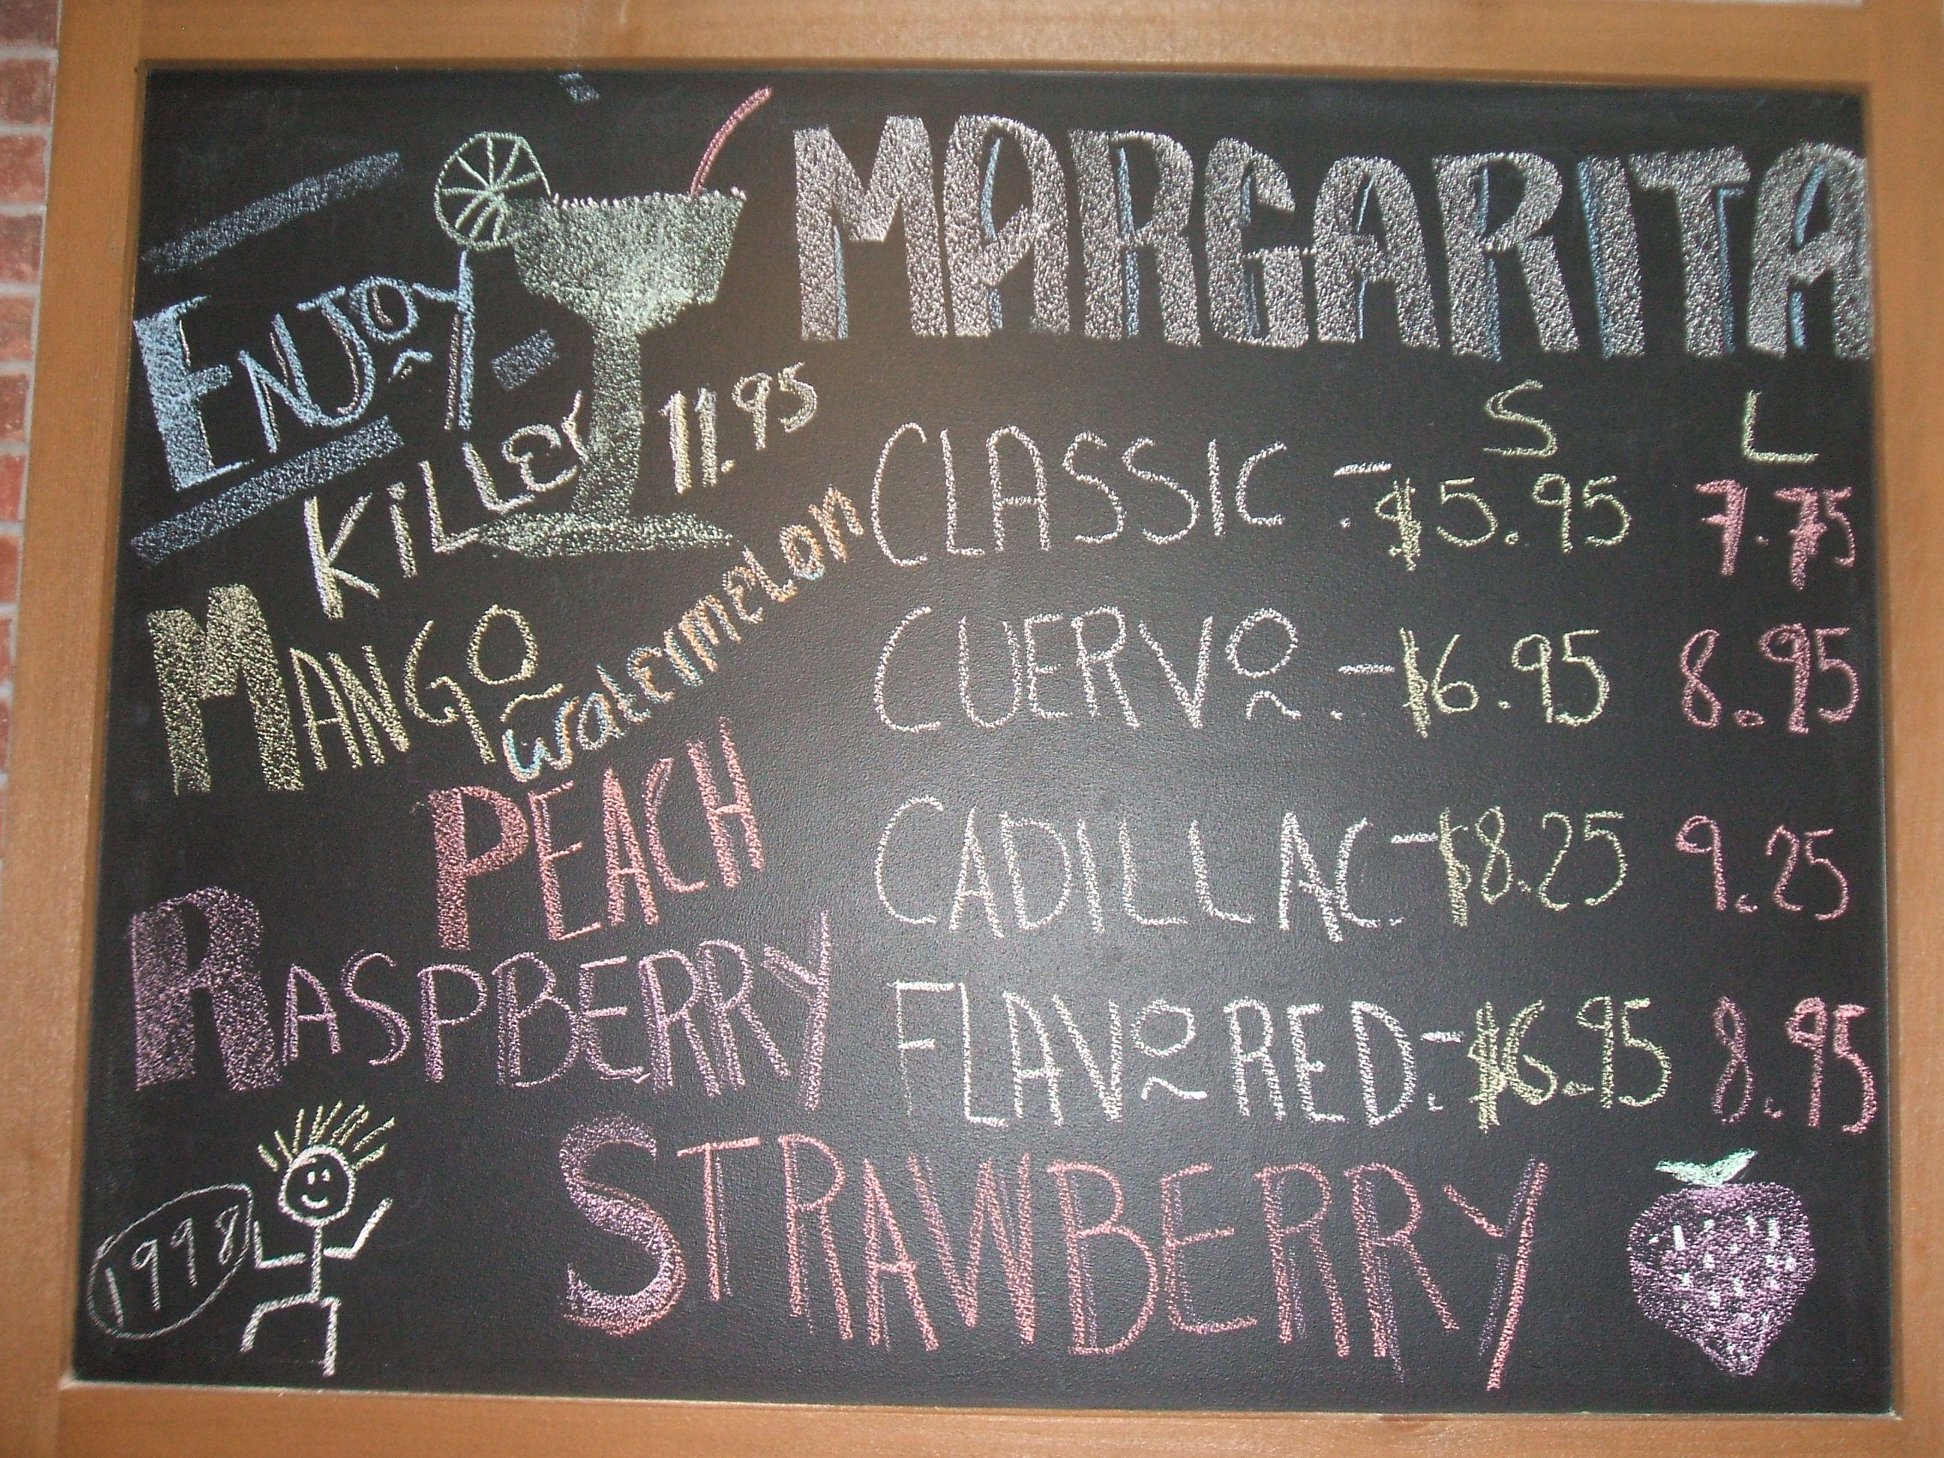 ENJOY
MARGARITA
KiLLer 11.95
S L
CLASSIC - $5.95 7.75
MANGO
watermelon
CUERVO - $6.95 8.95
PEACH
CADILLAC - $8.25 9.25
RASPBERRY
FLAVORED - $6.95 8.95
STRAWBERRY
1998